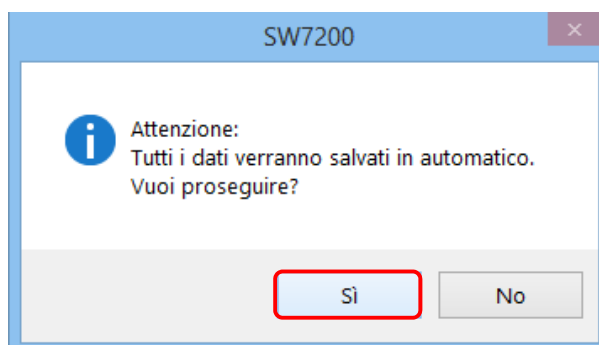 SW7200
Attenzione:
Tutti i dati verranno salvati in automatico.
Vuoi proseguire?
Sì
No